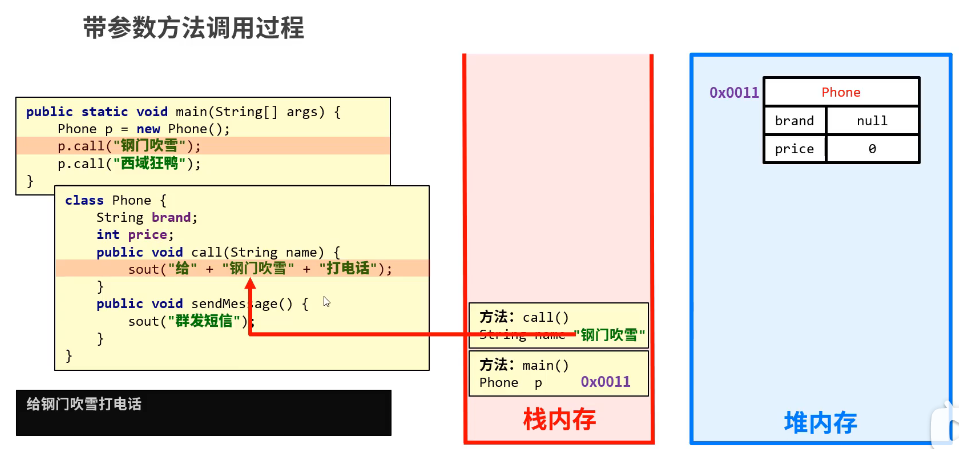 带参数方法调用过程
public static void main(String[] args) {
Phone p = new Phone();
p.call("钢门吹雪");
p.call("西域狂鸭");
}
class Phone {
String brand;
int price;
public void call(String name) {
sout("给" + "钢门吹雪" + "打电话");
}
public void sendMessage() {
sout("群发短信");
}
}
给钢门吹雪打电话
方法：call()
String name "钢门吹雪"
方法：main()
Phone p 0x0011
栈内存
0x0011
Phone
brand null
price 0
堆内存